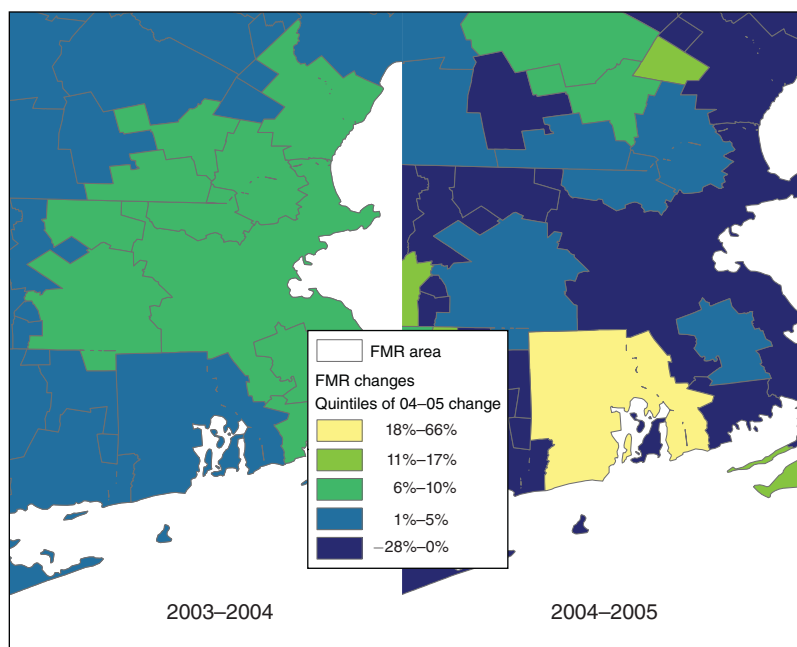 FMR area
FMR changes
Quintiles of 04–05 change
18%–66%
11%–17%
6%–10%
1%–5%
−28%–0%
2003–2004
2004–2005